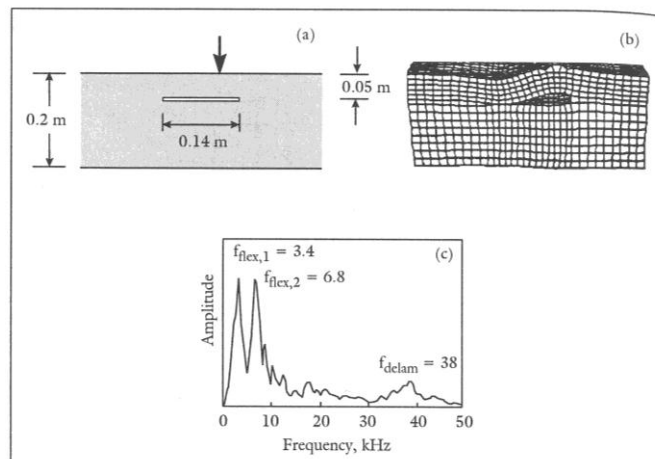 (a)
0.2 m
0.14 m
0.05 m
(b)
(c)
f_flex,1 = 3.4
f_flex,2 = 6.8
f_delam = 38
Amplitude
0 10 20 30 40 50
Frequency, kHz